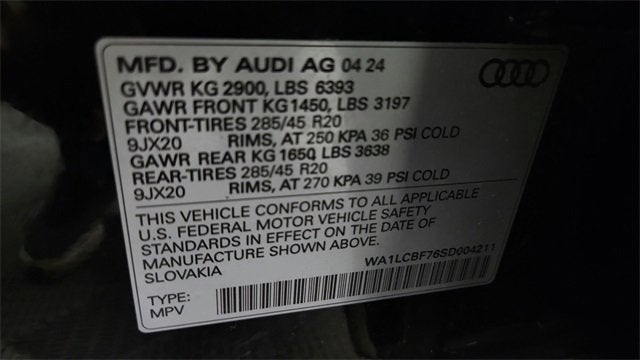 MFD. BY AUDI AG 04 24
GVWR KG 2900, LBS 6393
GAWR FRONT KG1450, LBS 3197
FRONT-TIRES 285/45 R20
9JX20 RIMS, AT 250 KPA 36 PSI COLD
GAWR REAR KG 1650, LBS 3638
REAR-TIRES 285/45 R20
9JX20 RIMS, AT 270 KPA 39 PSI COLD
THIS VEHICLE CONFORMS TO ALL APPLICABLE
U.S. FEDERAL MOTOR VEHICLE SAFETY
STANDARDS IN EFFECT ON THE DATE OF
MANUFACTURE SHOWN ABOVE.
SLOVAKIA WA1LCBF76SD004211
TYPE:
MPV